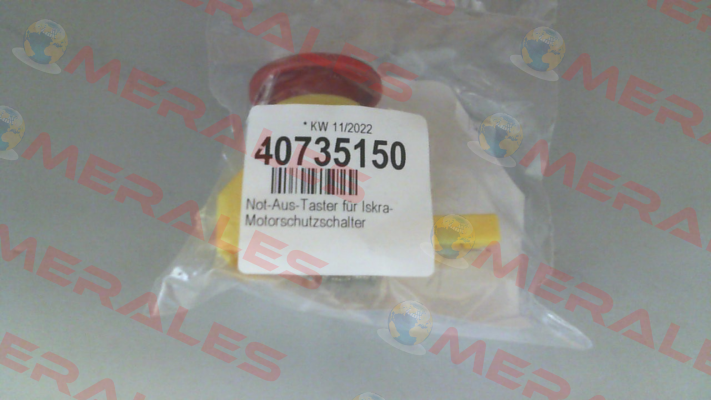 * KW 11/2022
40735150
Not-Aus-Taster für Iskra-
Motorschutzschalter
MERALES
MERALES
MERALES
MERALES
MERALES
MERALES